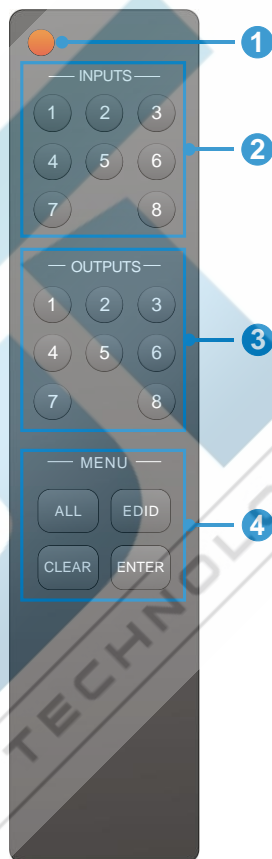 1
INPUTS
2
1 2 3
4 5 6
7 8
OUTPUTS
1 2 3
3
4 5 6
7 8
MENU
ALL EDID
4
CLEAR ENTER